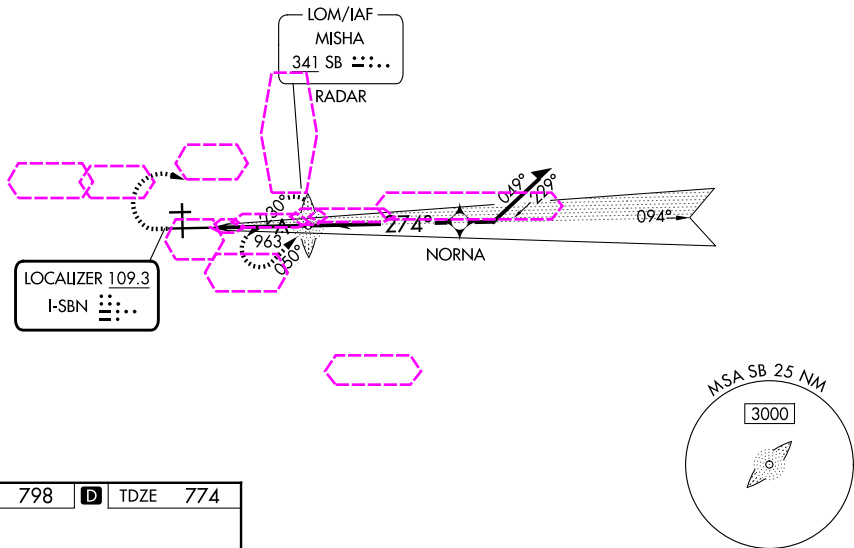 LOM/IAF
MISHA
341 SB
RADAR
049°
229°
230°
274°
094°
963
050°
NORNA
LOCALIZER 109.3
I-SBN
MSA SB 25 NM
3000
798 D TDZE 774